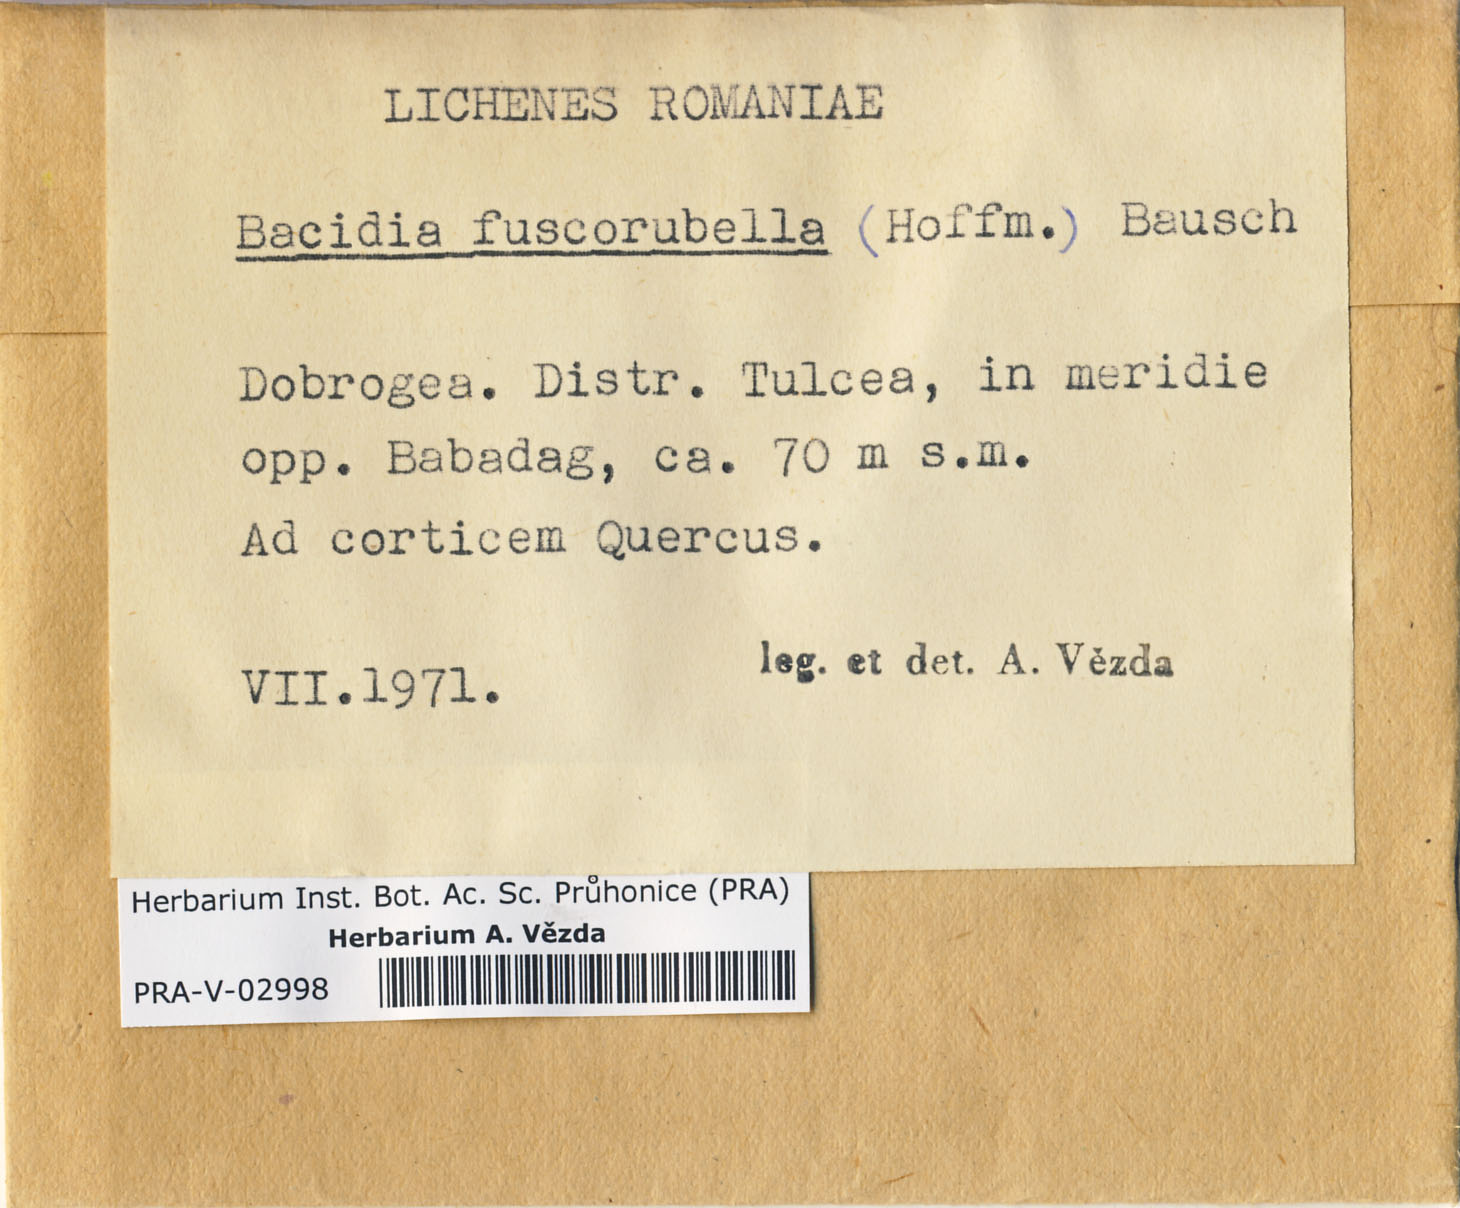 LICHENES ROMANIAE
Bacidia fuscorubella (Hoffm.) Bausch
Dobrogea. Distr. Tulcea, in meridie
opp. Babadag, ca. 70 m s.m.
Ad corticem Quercus.
VII.1971.
leg. et det. A. Vězda
Herbarium Inst. Bot. Ac. Sc. Průhonice (PRA)
Herbarium A. Vězda
PRA-V-02998